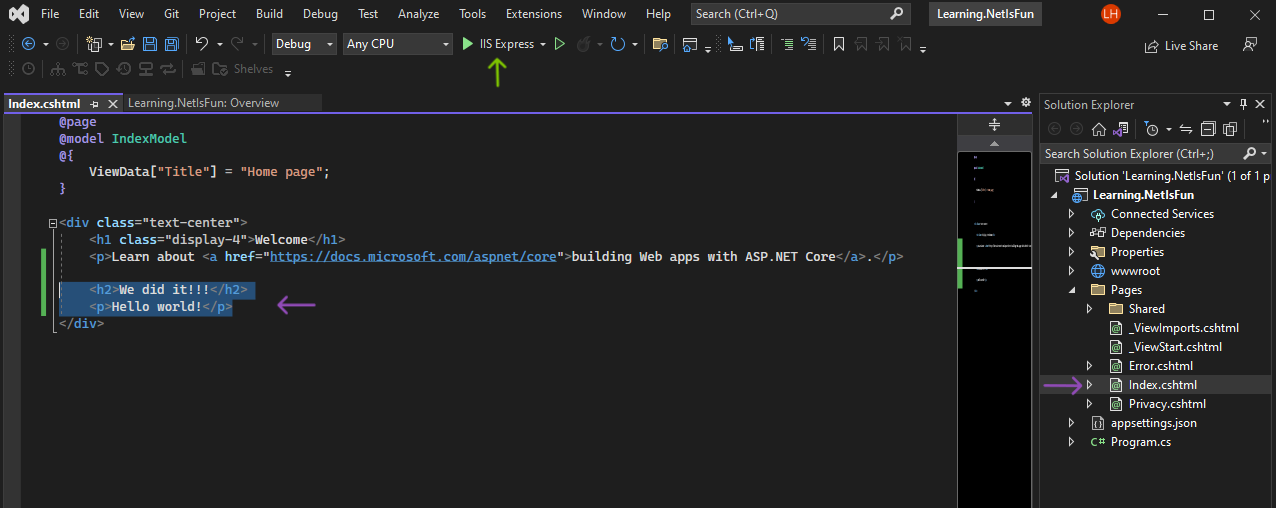 File Edit View Project Build Debug Test Analyze Tools Extensions Window Help Search (Ctrl+Q) Learning.NetIsFun LH
Debug Any CPU IIS Express Live Share
Shelves
Index.cshtml Learning.NetIsFun: Overview
@page
@model IndexModel
@{
ViewData["Title"] = "Home page";
}
<div class="text-center">
<h1 class="display-4">Welcome</h1>
<p>Learn about <a href="https://docs.microsoft.com/aspnet/core">building Web apps with ASP.NET Core</a>.</p>
<h2>We did it!!!</h2>
<p>Hello world!</p>
</div>
Solution Explorer
Search Solution Explorer (Ctrl+;)
Solution 'Learning.NetIsFun' (1 of 1 p
Learning.NetIsFun
Connected Services
Dependencies
Properties
wwwroot
Pages
Shared
_ViewImports.cshtml
_ViewStart.cshtml
Error.cshtml
Index.cshtml
Privacy.cshtml
appsettings.json
C# Program.cs